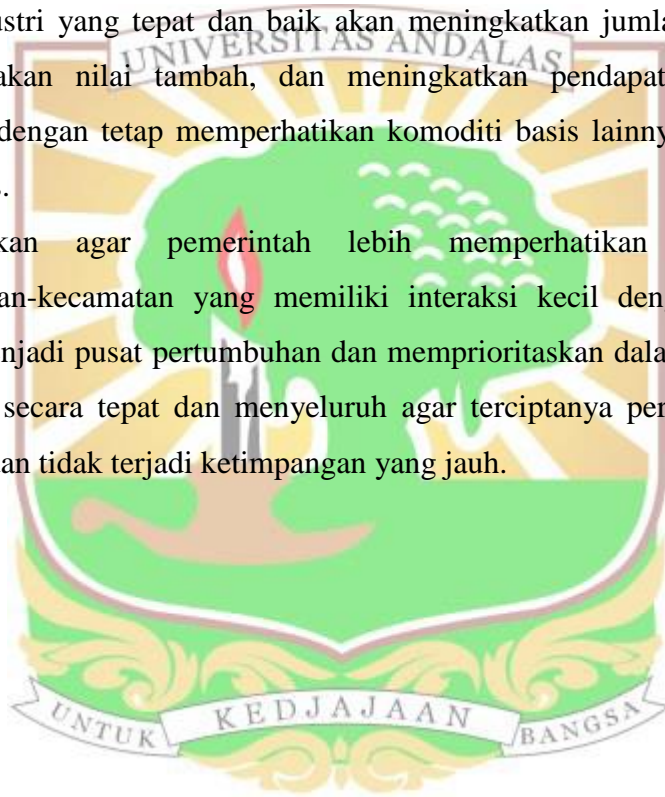 ustri yang tepat dan baik akan meningkatkan jumla
UNIVERSITAS ANDALAS
akan nilai tambah, dan meningkatkan pendapat
dengan tetap memperhatikan komoditi basis lainny
.
kan agar pemerintah lebih memperhatikan
an-kecamatan yang memiliki interaksi kecil den
njadi pusat pertumbuhan dan memprioritaskan dala
secara tepat dan menyeluruh agar terciptanya per
dan tidak terjadi ketimpangan yang jauh.
UNTUK KEDJAJAAN BANGSA